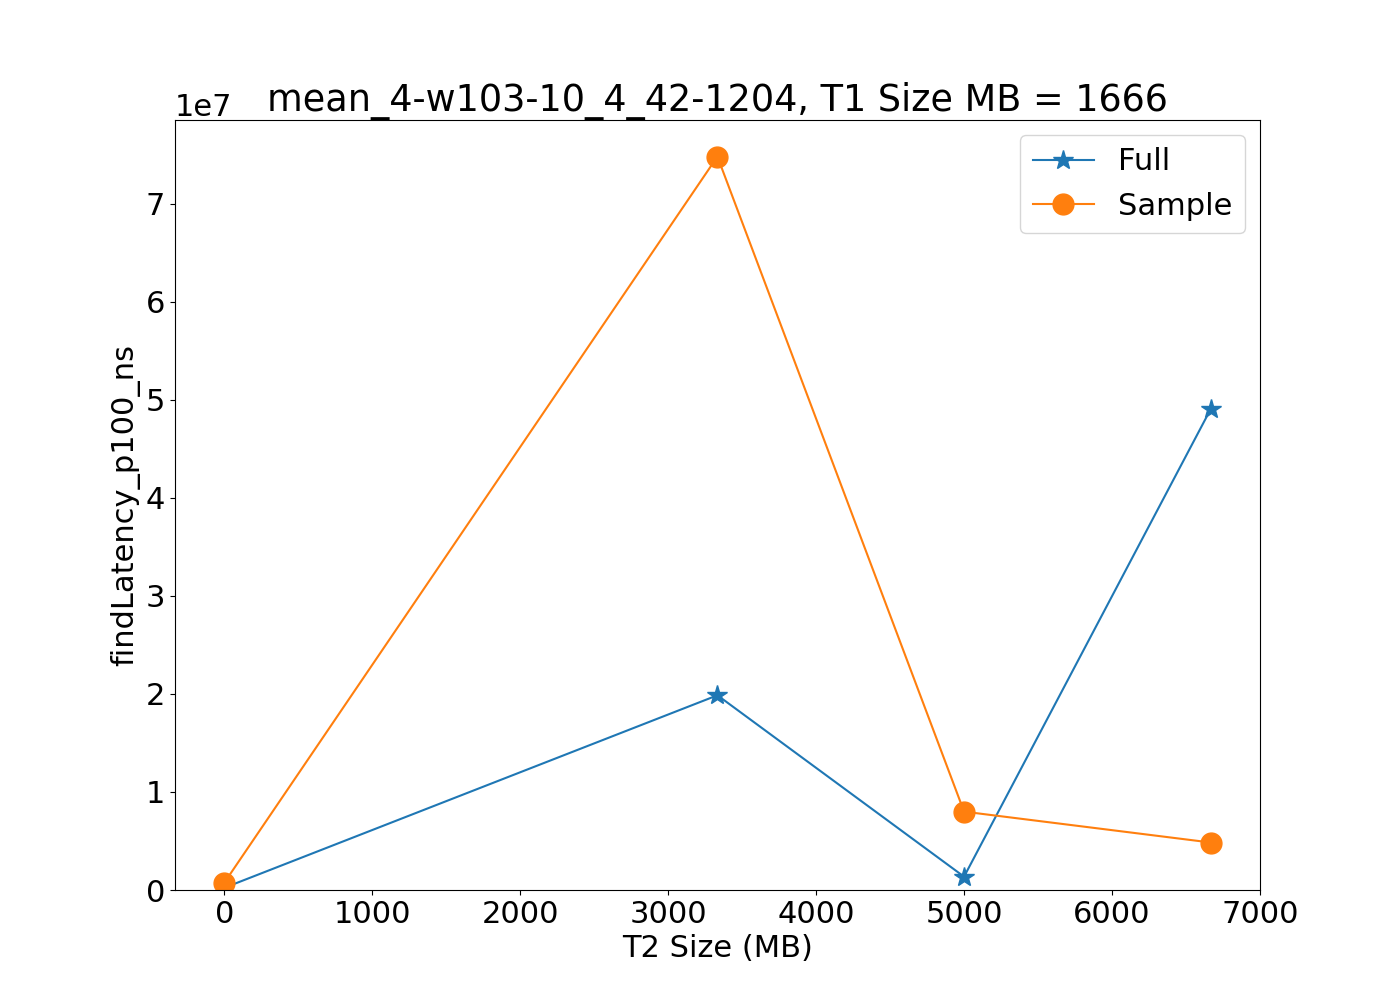 1e7
mean_4-w103-10_4_42-1204, T1 Size MB = 1666
Full
Sample
7
6
5
4
3
2
1
0
findLatency_p100_ns
0 1000 2000 3000 4000 5000 6000 7000
T2 Size (MB)